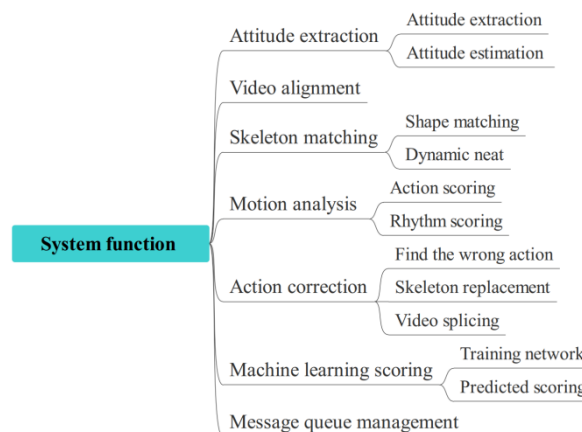 System function
Attitude extraction
Attitude extraction
Attitude estimation
Video alignment
Skeleton matching
Shape matching
Dynamic neat
Motion analysis
Action scoring
Rhythm scoring
Action correction
Find the wrong action
Skeleton replacement
Video splicing
Machine learning scoring
Training network
Predicted scoring
Message queue management